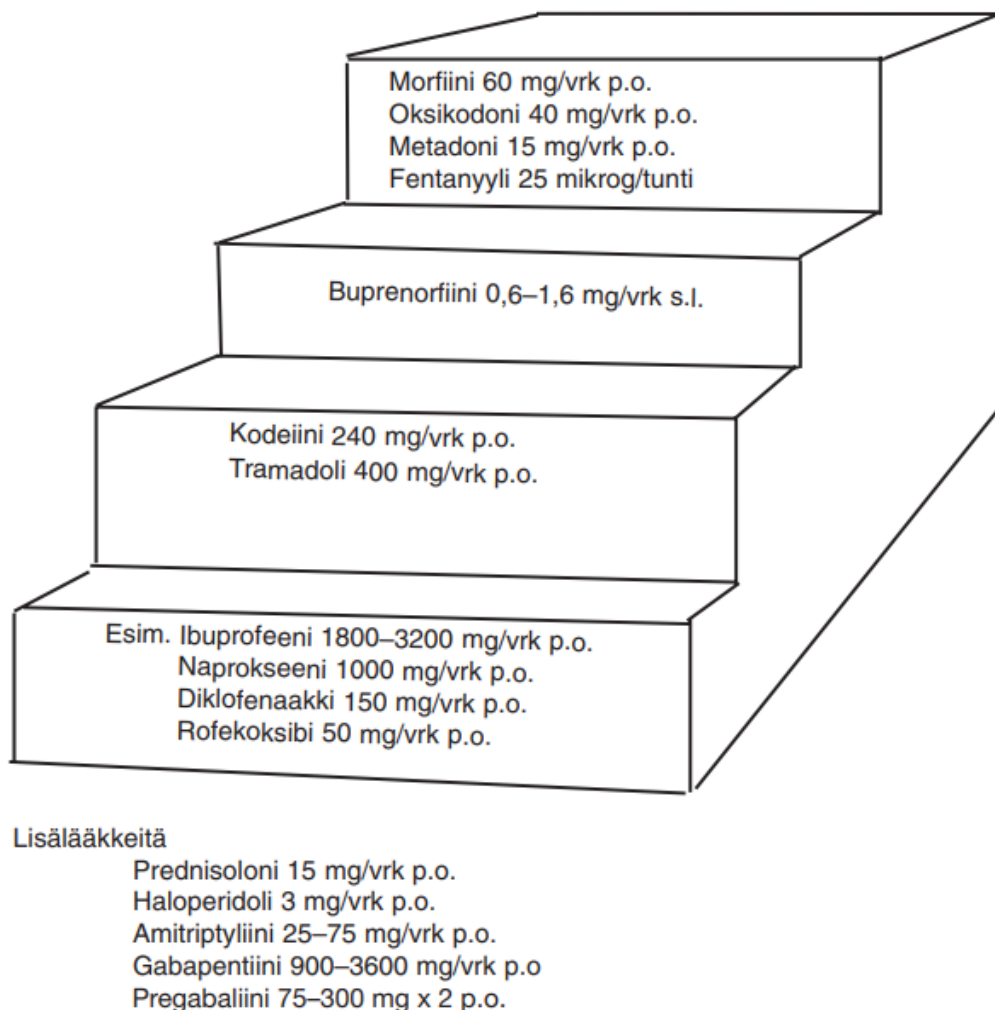 Morfiini 60 mg/vrk p.o.
Oksikodoni 40 mg/vrk p.o.
Metadoni 15 mg/vrk p.o.
Fentanyyli 25 mikrog/tunti
Buprenorfiini 0,6–1,6 mg/vrk s.l.
Kodeiini 240 mg/vrk p.o.
Tramadoli 400 mg/vrk p.o.
Esim. Ibuprofeeni 1800–3200 mg/vrk p.o.
Naprokseeni 1000 mg/vrk p.o.
Diklofenaakki 150 mg/vrk p.o.
Rofekoksibi 50 mg/vrk p.o.
Lisälääkkeitä
Prednisoloni 15 mg/vrk p.o.
Haloperidoli 3 mg/vrk p.o.
Amitriptyliini 25–75 mg/vrk p.o.
Gabapentiini 900–3600 mg/vrk p.o
Pregabaliini 75–300 mg x 2 p.o.